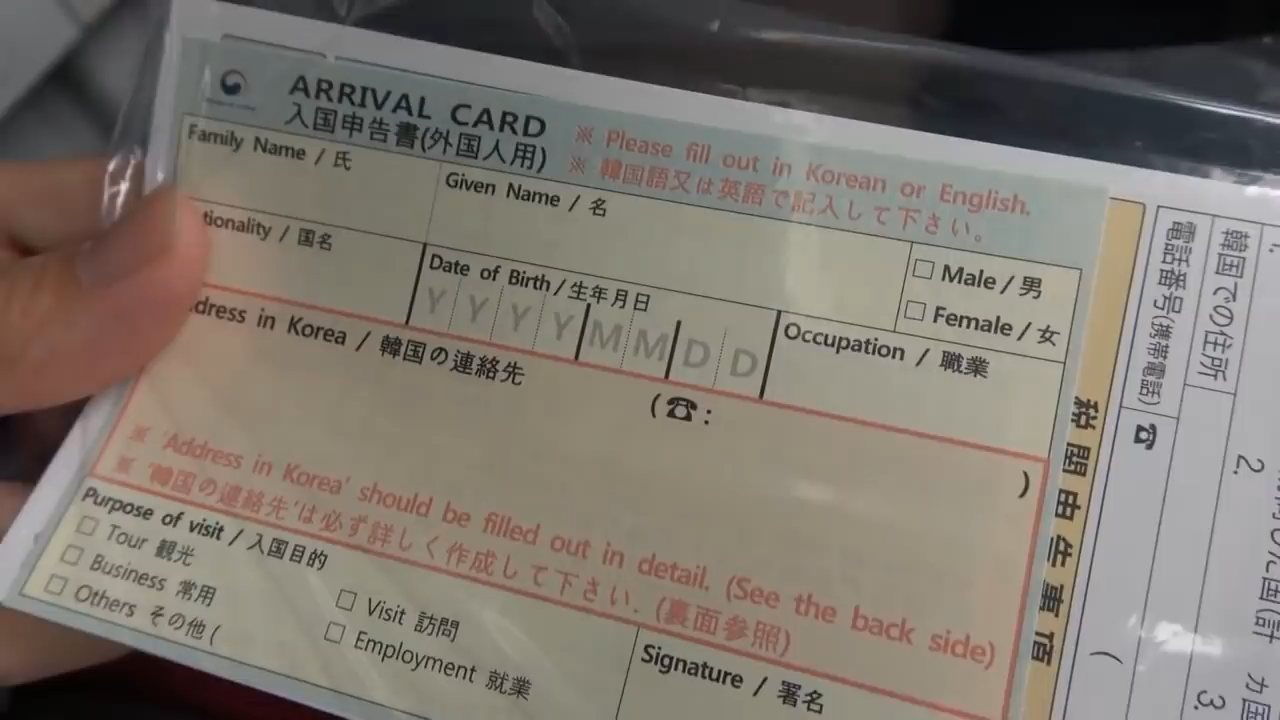 ARRIVAL CARD
入国申告書(外国人用)
※ Please fill out in Korean or English.
※ 韓国語又は英語で記入して下さい。
Family Name / 氏
Given Name / 名
□ Male / 男
□ Female / 女
tionality / 国名
Date of Birth / 生年月日
Y Y Y Y M M D D
Occupation / 職業
dress in Korea / 韓国の連絡先
(☎:
)
※ 'Address in Korea' should be filled out in detail. (See the back side)
※ '韓国の連絡先'は必ず詳しく作成して下さい. (裏面参照)
Purpose of visit / 入国目的
□ Tour 観光
□ Business 常用
□ Others その他 (
□ Visit 訪問
□ Employment 就業
Signature / 署名
電話番号(携帯電話)
☎
(
韓国での住所
1.
2.
3.